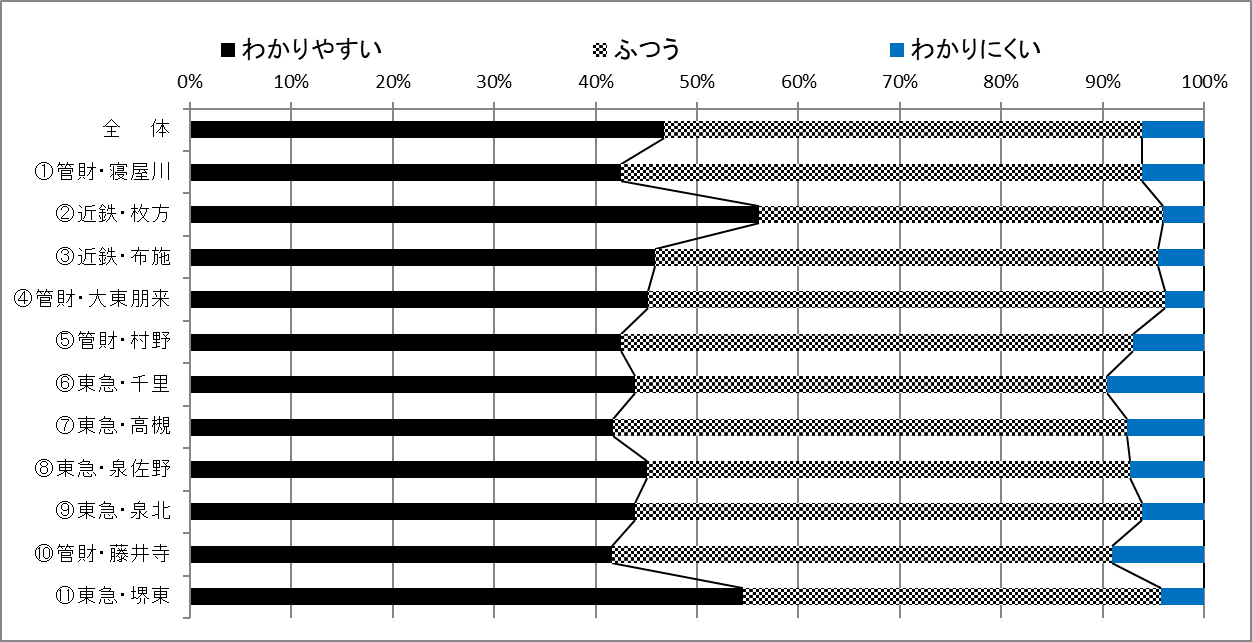 わかりやすい ふつう わかりにくい
0% 10% 20% 30% 40% 50% 60% 70% 80% 90% 100%
全 体
①管財・寝屋川
②近鉄・枚方
③近鉄・布施
④管財・大東朋来
⑤管財・村野
⑥東急・千里
⑦東急・高槻
⑧東急・泉佐野
⑨東急・泉北
⑩管財・藤井寺
⑪東急・堺東